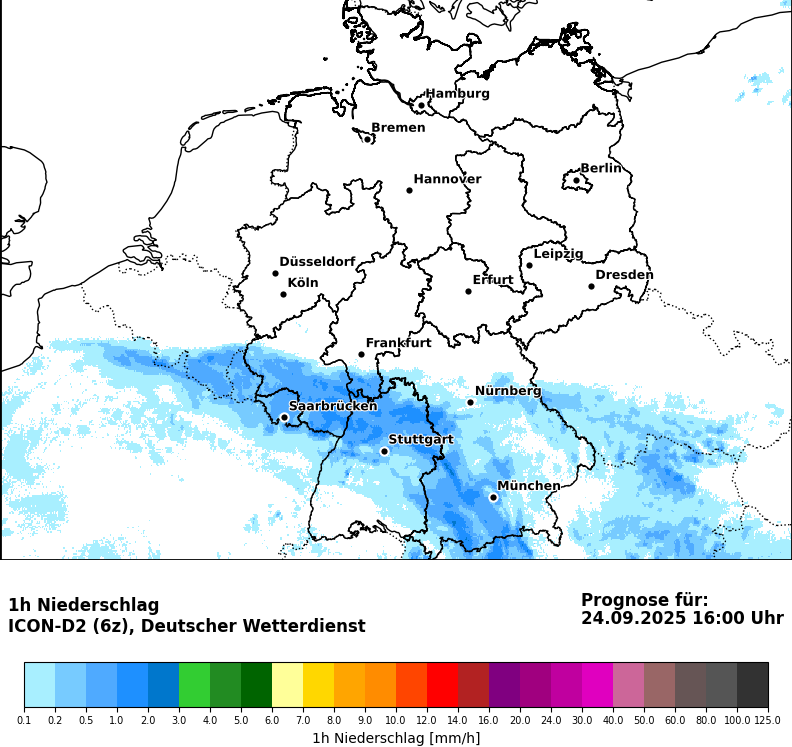 Hamburg
Bremen
Berlin
Hannover
Leipzig
Düsseldorf
Dresden
Köln
Erfurt
Frankfurt
Nürnberg
Saarbrücken
Stuttgart
München
1h Niederschlag
ICON-D2 (6z), Deutscher Wetterdienst
Prognose für:
24.09.2025 16:00 Uhr
0.1 0.2 0.5 1.0 2.0 3.0 4.0 5.0 6.0 7.0 8.0 9.0 10.0 12.0 14.0 16.0 20.0 24.0 30.0 40.0 50.0 60.0 80.0 100.0 125.0
1h Niederschlag [mm/h]